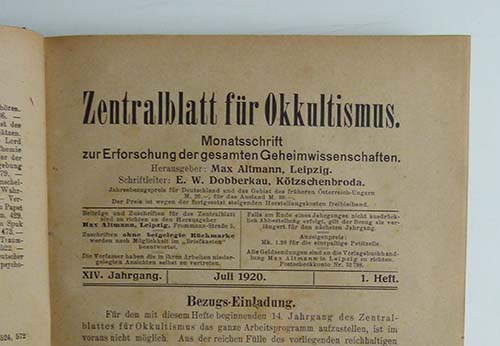 Zentralblatt für Okkultismus.
Monatsschrift
zur Erforschung der gesamten Geheimwissenschaften.
Herausgeber: Max Altmann, Leipzig.
Schriftleiter: E. W. Dobberkau, Kötzschenbroda.
Jahresbezugspreis für Deutschland und das Gebiet des früheren Österreich-Ungarn
M. 20.—, für das Ausland M.
Der Preis ist wegen der fortgesetzt steigenden Herstellungskosten freibleibend.
Beiträge und Zuschriften für das Zentralblatt
sind zu richten an den Herausgeber
Max Altmann, Leipzig, Frommann-Straße 5.
Zuschriften ohne beigelegte Rückmarke
werden nach Möglichkeit im „Briefkasten"
beantwortet.
Die Verfasser haben die in ihren Arbeiten nieder-
gelegten Ansichten selbst zu vertreten.
Falls am Ende eines Jahrganges nicht ausdrück-
lich Abbestellung erfolgt, gilt der Bezug als ver-
längert für den nächsten Jahrgang.
Anzeigenpreis:
Mk. 1.20 für die einspaltige Petitzeile.
Alle Geldsendungen sind an die Verlagsbuchhand-
lung Max Altmann in Leipzig zu richten.
Postscheckkonto Nr. 52798.
XIV. Jahrgang.
Juli 1920.
1. Heft.
Bezugs-Einladung.
Für den mit diesem Hefte beginnenden 14. Jahrgang des Zentral-
blattes für Okkultismus das ganze Arbeitsprogramm aufzustellen, ist im
voraus nicht möglich. Aus der reichen Fülle des vorliegenden reichhaltigen